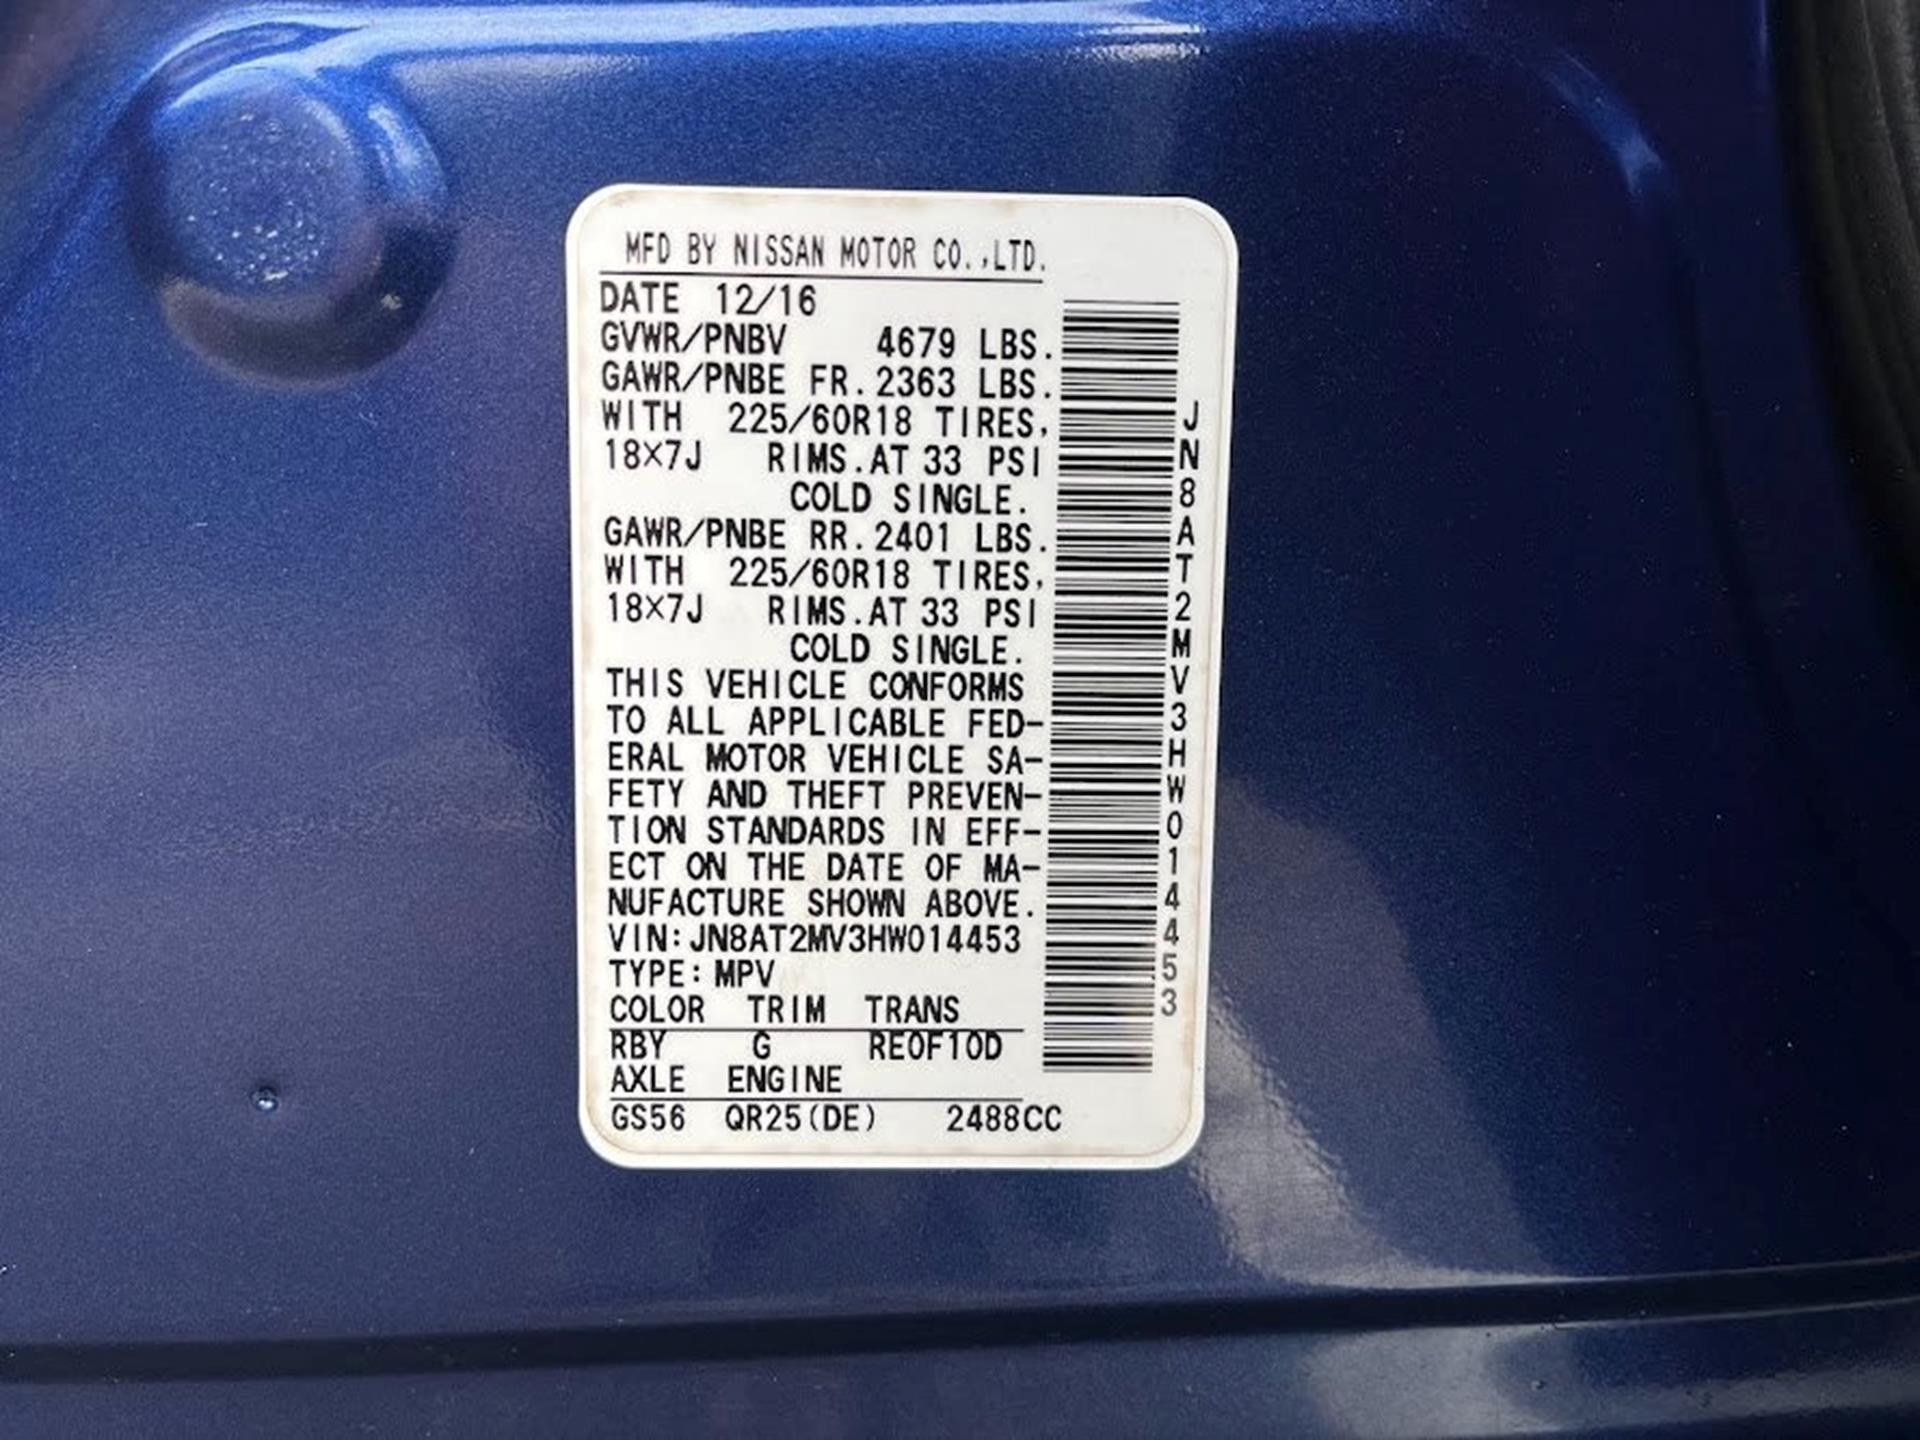 MFD BY NISSAN MOTOR CO.,LTD.
DATE 12/16
GVWR/PNBV 4679 LBS.
GAWR/PNBE FR. 2363 LBS.
WITH 225/60R18 TIRES,
18×7J RIMS. AT 33 PSI
COLD SINGLE.
GAWR/PNBE RR. 2401 LBS.
WITH 225/60R18 TIRES,
18×7J RIMS. AT 33 PSI
COLD SINGLE.
THIS VEHICLE CONFORMS
TO ALL APPLICABLE FED-
ERAL MOTOR VEHICLE SA-
FETY AND THEFT PREVEN-
TION STANDARDS IN EFF-
ECT ON THE DATE OF MA-
NUFACTURE SHOWN ABOVE.
VIN:JN8AT2MV3HW014453
TYPE:MPV
COLOR TRIM TRANS
RBY G RE0F10D
AXLE ENGINE
GS56 QR25(DE) 2488CC
JN8AT2MV3HW014453